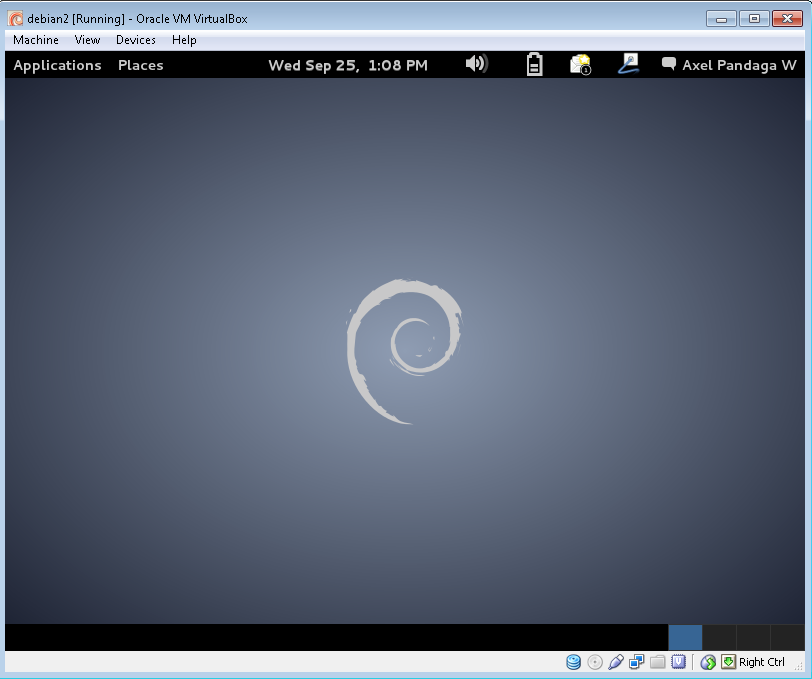 debian2 [Running] - Oracle VM VirtualBox
Machine View Devices Help
Applications Places Wed Sep 25, 1:08 PM 1 Axel Pandaga W
Right Ctrl